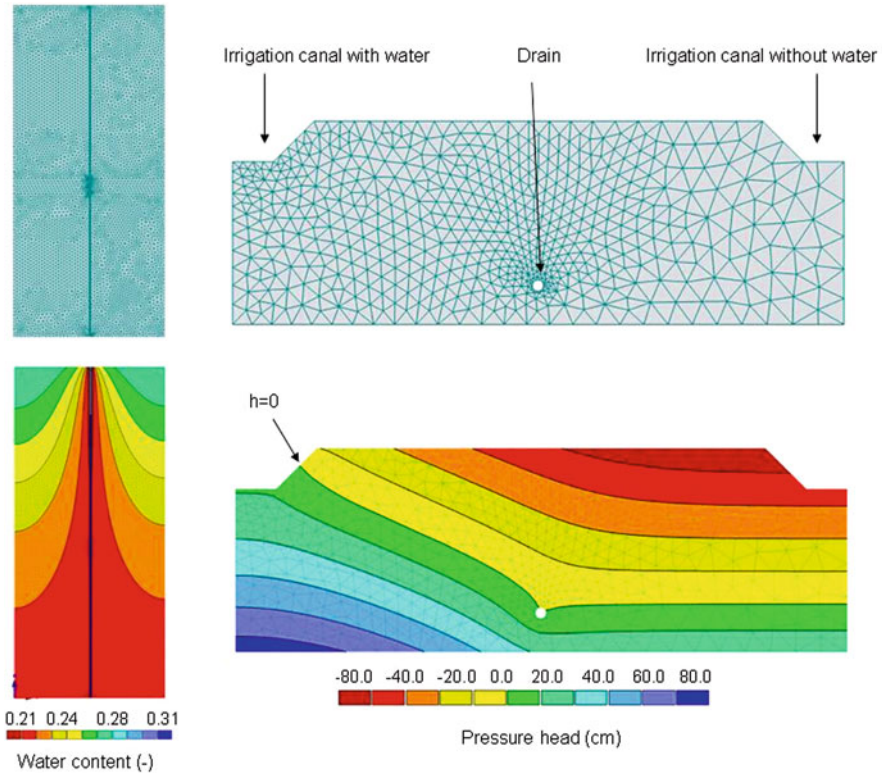 Irrigation canal with water
Drain
Irrigation canal without water
h=0
0.21 0.24 0.28 0.31
Water content (-)
-80.0 -40.0 -20.0 0.0 20.0 40.0 60.0 80.0
Pressure head (cm)